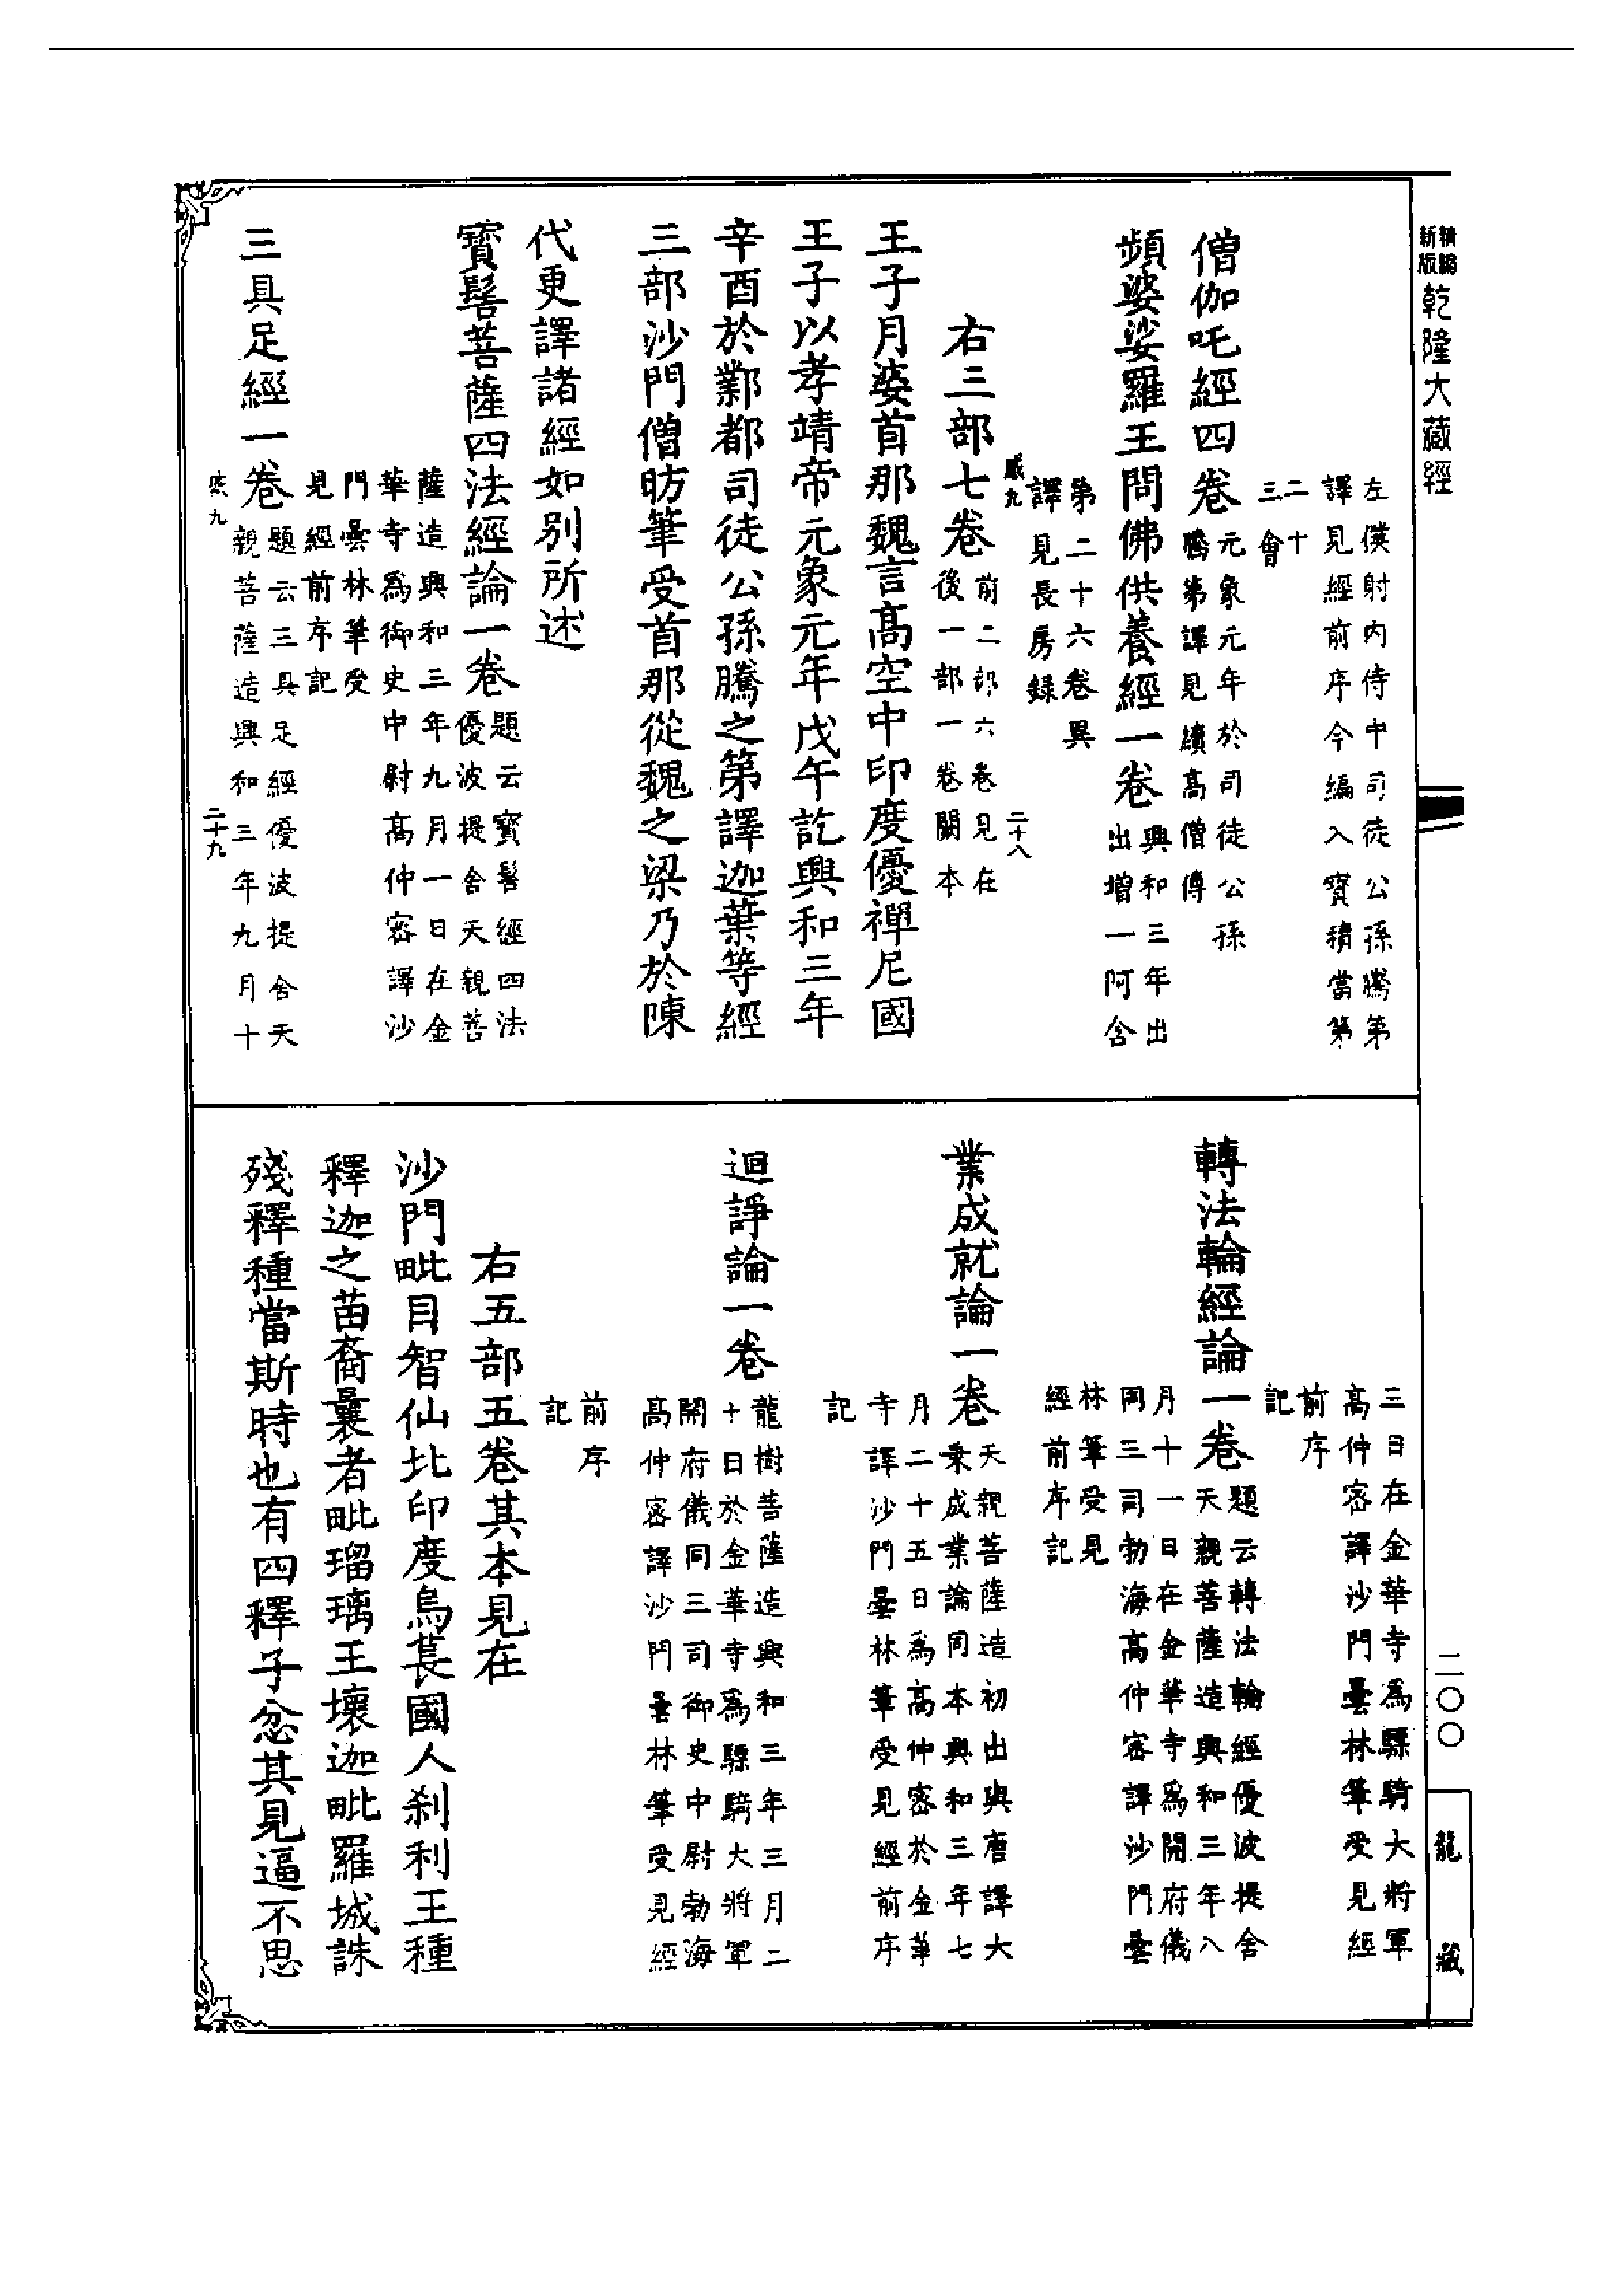 新版精縮乾隆大藏經
左僕射内侍中司徒公孫騰第
譯見經前序今編入寶積當第
二十
三會
僧伽吒經四卷元象元年於司徒公孫
騰第譯見續高僧傳
頻婆娑羅王問佛供養經一卷興和三年出
出增一阿含
第二十六卷異
譯見長房録
二十八
右三部七卷前二部六卷見在
後一部一卷闕本
王子月婆首那魏言髙空中印度優禪尼國
王子以孝靖帝元象元年戊午訖興和三年
辛酉於鄴都司徒公孫騰之第譯迦葉等經
三部沙門僧昉筆受首那從魏之梁乃於陳
代更譯諸經如别所述
寳髻菩薩四法經論一卷題云寳髻經四法
優波提舍天親菩
薩造興和三年九月一日在金
華寺爲御史中尉髙仲宻譯沙
門曇林筆受
見經前序記
三具足經一卷題云三具足經優波提舍天
親菩薩造興和三年九月十
二十九
三日在金華寺爲驃騎大將軍
髙仲宻譯沙門曇林筆受見經
前序
記
轉法輪經論一卷題云轉法輪經優波提舍
天親菩薩造興和三年八
月十一日在金華寺爲開府儀
同三司勃海髙仲宻譯沙門曇
林筆受見
經前序記
業成就論一卷天親菩薩造初出與唐譯大
乗成業論同本興和三年七
月二十五日爲髙仲宻於金華
寺譯沙門曇林筆受見經前序
記
迴諍論一卷龍樹菩薩造興和三年三月二
十日於金華寺爲驃騎大將軍
開府儀同三司御史中尉勃海
髙仲宻譯沙門曇林筆受見經
前序
記
右五部五卷其本見在
沙門毗目智仙北印度烏萇國人刹利王種
釋迦之苗裔曩者毗瑠璃王壞迦毗羅城誅
殘釋種當斯時也有四釋子忿其見逼不思
二〇〇
龍藏